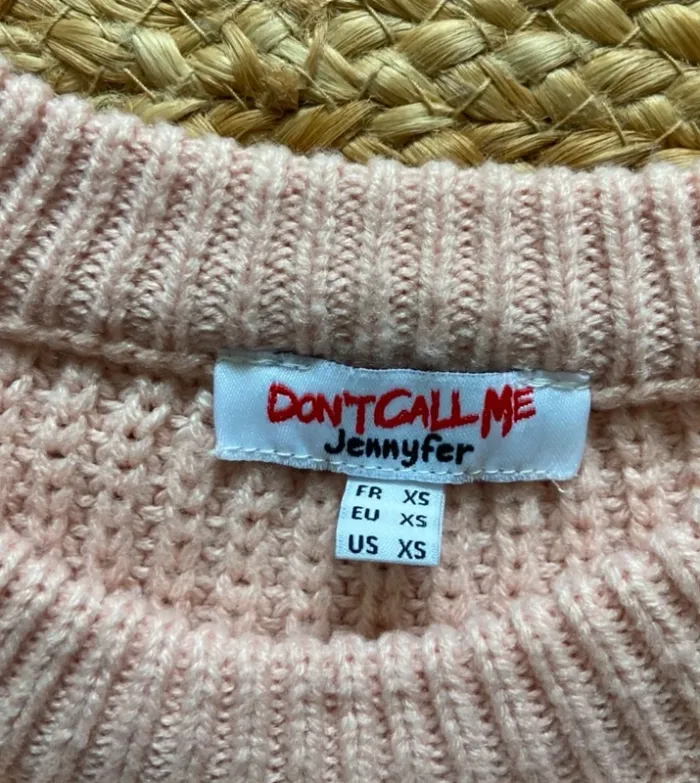 DON'T CALL ME
Jennyfer
FR XS
EU XS
US XS